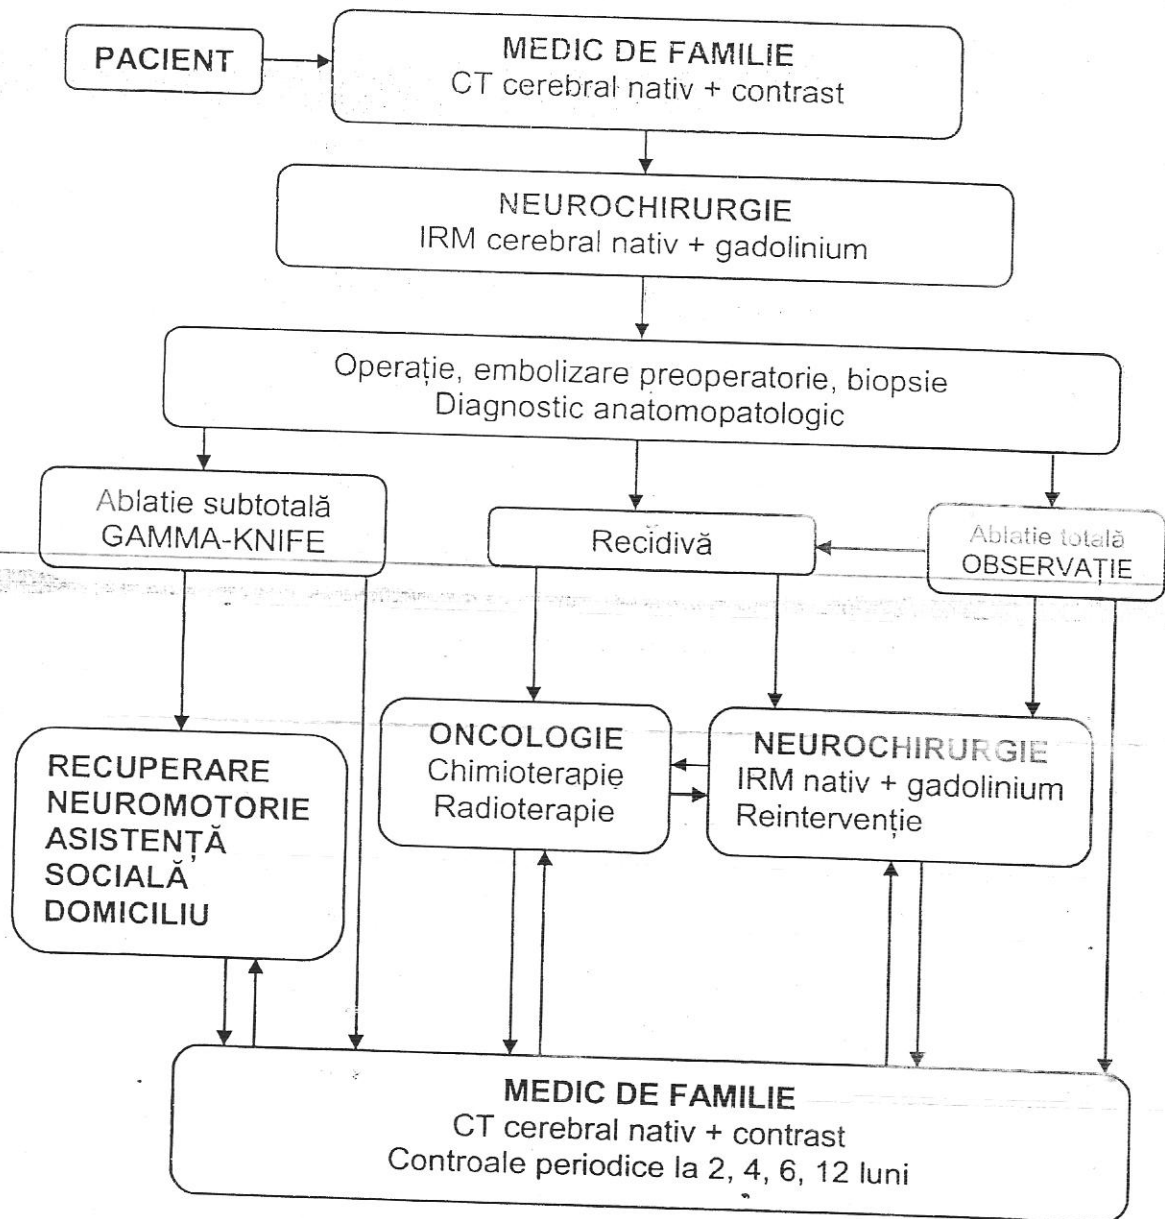 PACIENT
MEDIC DE FAMILIE
CT cerebral nativ + contrast
NEUROCHIRURGIE
IRM cerebral nativ + gadolinium
Operație, embolizare preoperatorie, biopsie
Diagnostic anatomopatologic
Ablatie subtotală
GAMMA-KNIFE
Recidivă
Ablatie totală
OBSERVAȚIE
RECUPERARE
NEUROMOTORIE
ASISTENȚĂ
SOCIALĂ
DOMICILIU
ONCOLOGIE
Chimioterapie
Radioterapie
NEUROCHIRURGIE
IRM nativ + gadolinium
Reintervenție
MEDIC DE FAMILIE
CT cerebral nativ + contrast
Controale periodice la 2, 4, 6, 12 luni